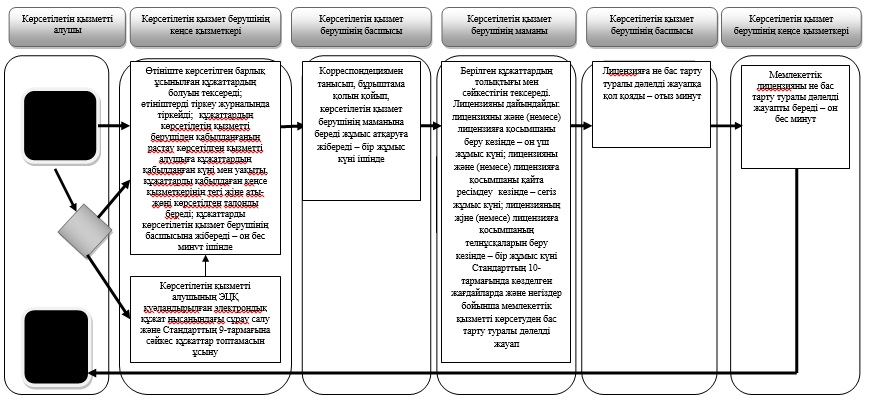 Көрсетілетін қызметті
алушы
Көрсетілетін қызмет берушінің
кеңсе қызметкері
Көрсетілетін қызмет
берушінің басшысы
Көрсетілетін қызмет
берушінің маманы
Көрсетілетін қызмет
берушінің басшысы
Көрсетілетін қызмет
берушінің кеңсе қызметкері
Өтініште көрсетілген барлық
ұсынылған құжаттардың
болуын тексереді;
өтініштерді тіркеу журналында
тіркейді; құжаттардың
көрсетілетін қызметті
берушіден қабылданғанын
растау көрсетілген қызметті
алушыға құжаттардың
қабылданған күні мен уақыты,
құжаттарды қабылдаған кеңсе
қызметкерінің тегі және аты-
жөні көрсетілген талонды
береді; құжаттарды
көрсетілетін қызмет берушінің
басшысына жібереді – он бес
минут ішінде
Көрсетілетін қызметті
алушының ЭЦҚ
куәландырылған электрондық
құжат нысанындағы сұрау салу
және Стандарттың 9-тармағына
сәйкес құжаттар топтамасын
ұсыну
Корреспонденциямен
танысып, бұрыштама
қолын қойып,
көрсетілетін қызмет
берушінің маманына
береді жұмыс атқаруға
жібереді – бір жұмыс
күні ішінде
Берілген құжаттардың
толықтығы мен
сәйкестігін тексереді.
Лицензияны дайындайды:
лицензияны және (немесе)
лицензияға қосымшаны
беру кезінде – он үш
жұмыс күні; лицензияны
және (немесе) лицензияға
қосымшаны қайта
ресімдеу кезінде – сегіз
жұмыс күні; лицензияның
және (немесе) лицензияға
қосымшаның
телнұсқаларын беру
кезінде – бір жұмыс күні
Стандарттың 10-
тармағында көзделген
жағдайларда және негіздер
бойынша мемлекеттік
қызметті көрсетуден бас
тарту туралы дәлелді
жауап
Лицензияға не бас тарту
туралы дәлелді жауапқа
қол қояды – отыз минут
Мемлекеттік
лицензияны не бас
тарту туралы дәлелді
жауапты береді – он
бес минут